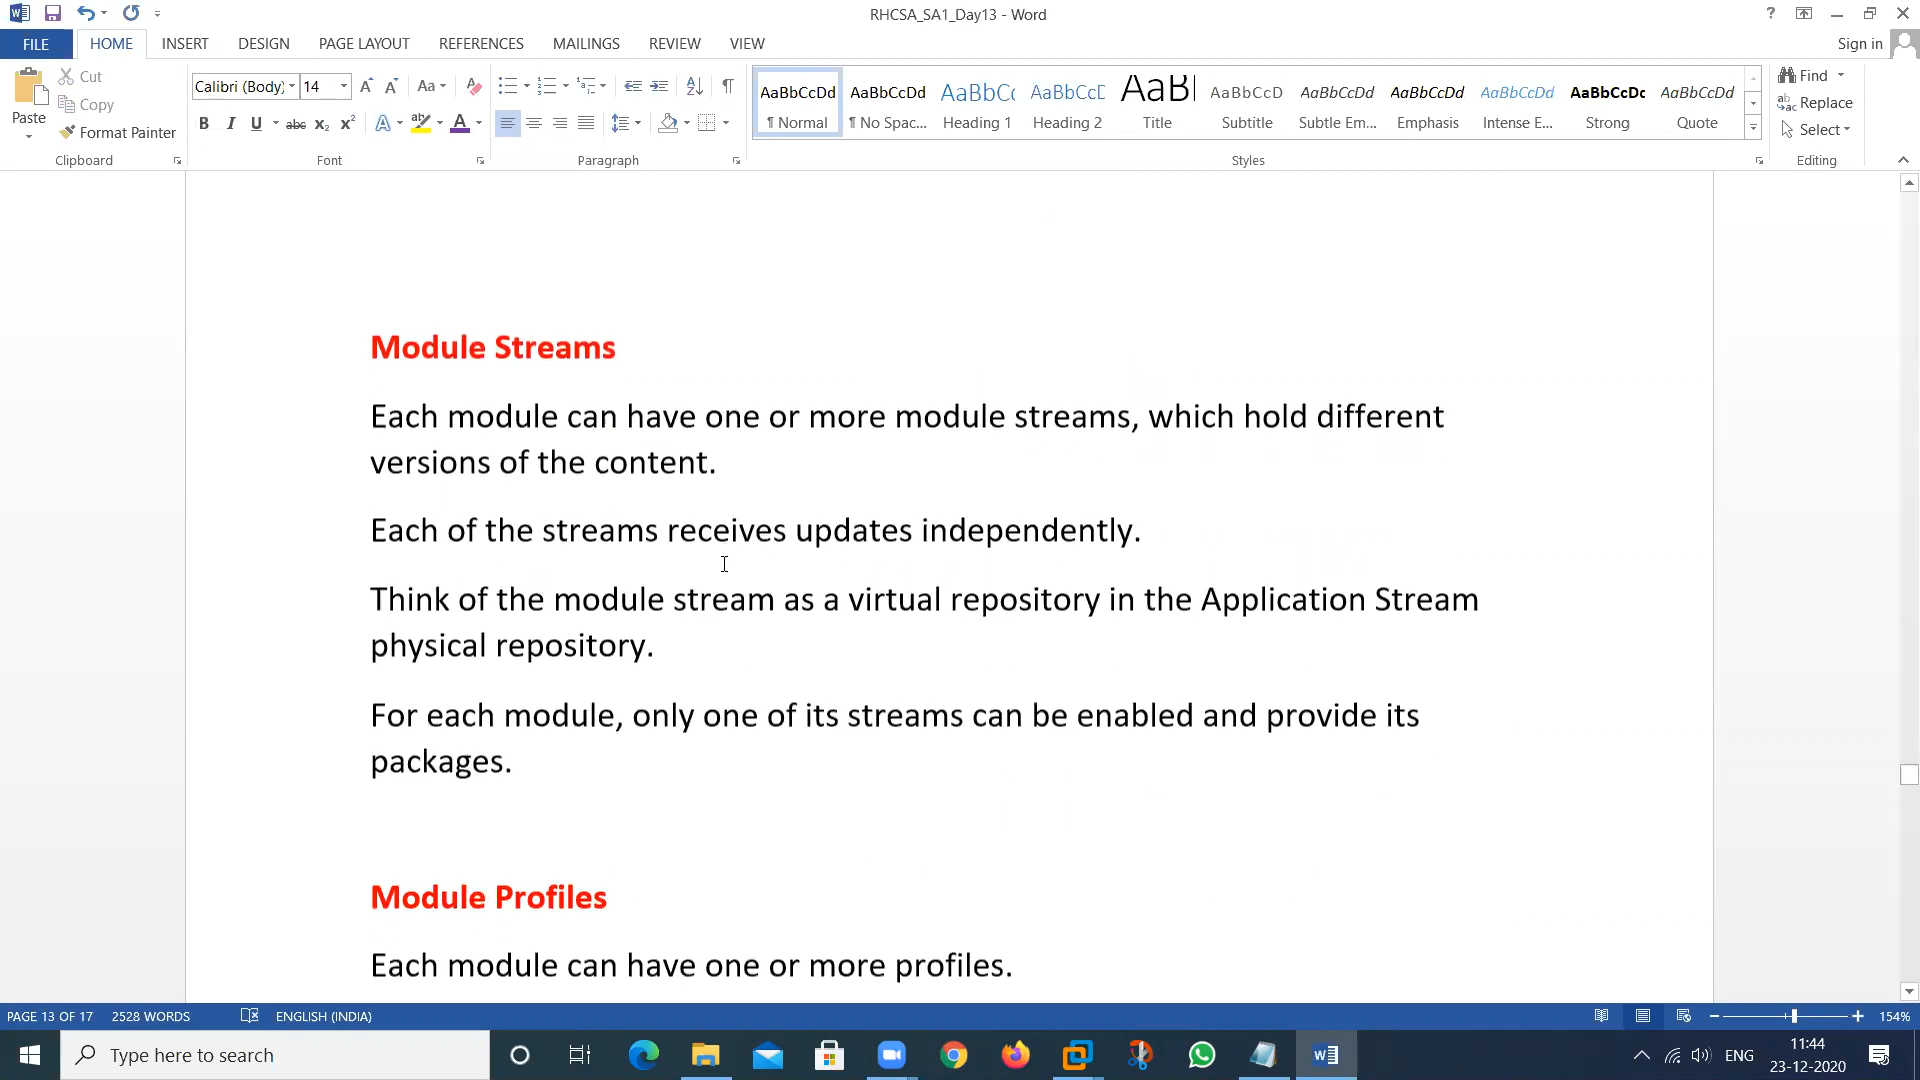 RHCSA_SA1_Day13 - Word
FILE HOME INSERT DESIGN PAGE LAYOUT REFERENCES MAILINGS REVIEW VIEW Sign in
Paste
Cut
Copy
Format Painter
Clipboard
Calibri (Body) 14
Font
Paragraph
AaBbCcDd AaBbCcDd AaBbCc AaBbCcD AaBl AaBbCcD AaBbCcDd AaBbCcDd AaBbCcDd AaBbCcDc AaBbCcDd
¶ Normal ¶ No Spac... Heading 1 Heading 2 Title Subtitle Subtle Em... Emphasis Intense E... Strong Quote
Styles
Find
Replace
Select
Editing
Module Streams
Each module can have one or more module streams, which hold different
versions of the content.
Each of the streams receives updates independently.
Think of the module stream as a virtual repository in the Application Stream
physical repository.
For each module, only one of its streams can be enabled and provide its
packages.
Module Profiles
Each module can have one or more profiles.
PAGE 13 OF 17 2528 WORDS ENGLISH (INDIA) 154%
Type here to search
ENG
11:44
23-12-2020